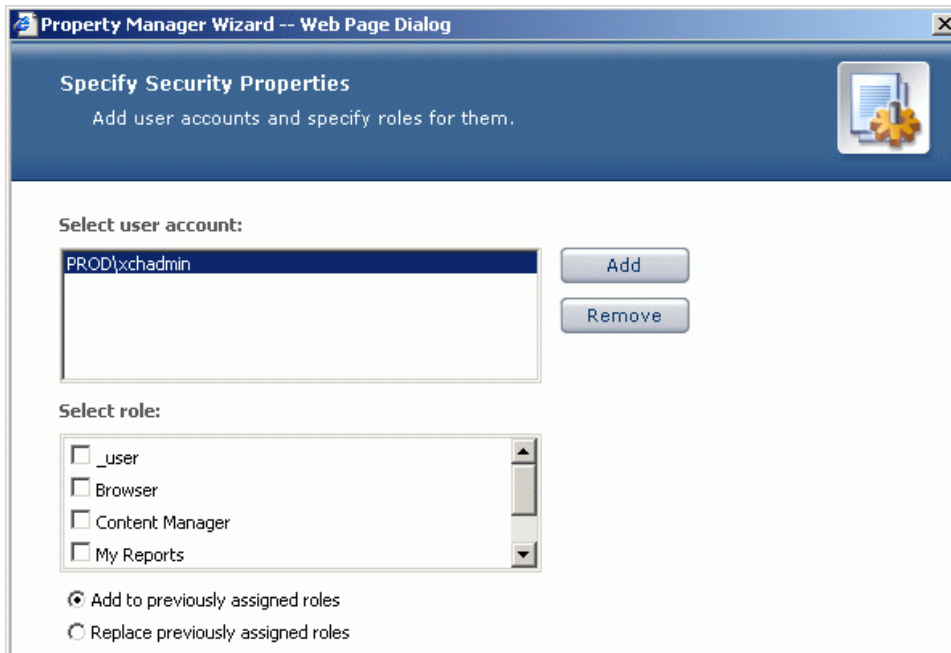 Property Manager Wizard -- Web Page Dialog
Specify Security Properties
Add user accounts and specify roles for them.
Select user account:
PROD\xchadmin
Add
Remove
Select role:
_user
Browser
Content Manager
My Reports
Add to previously assigned roles
Replace previously assigned roles